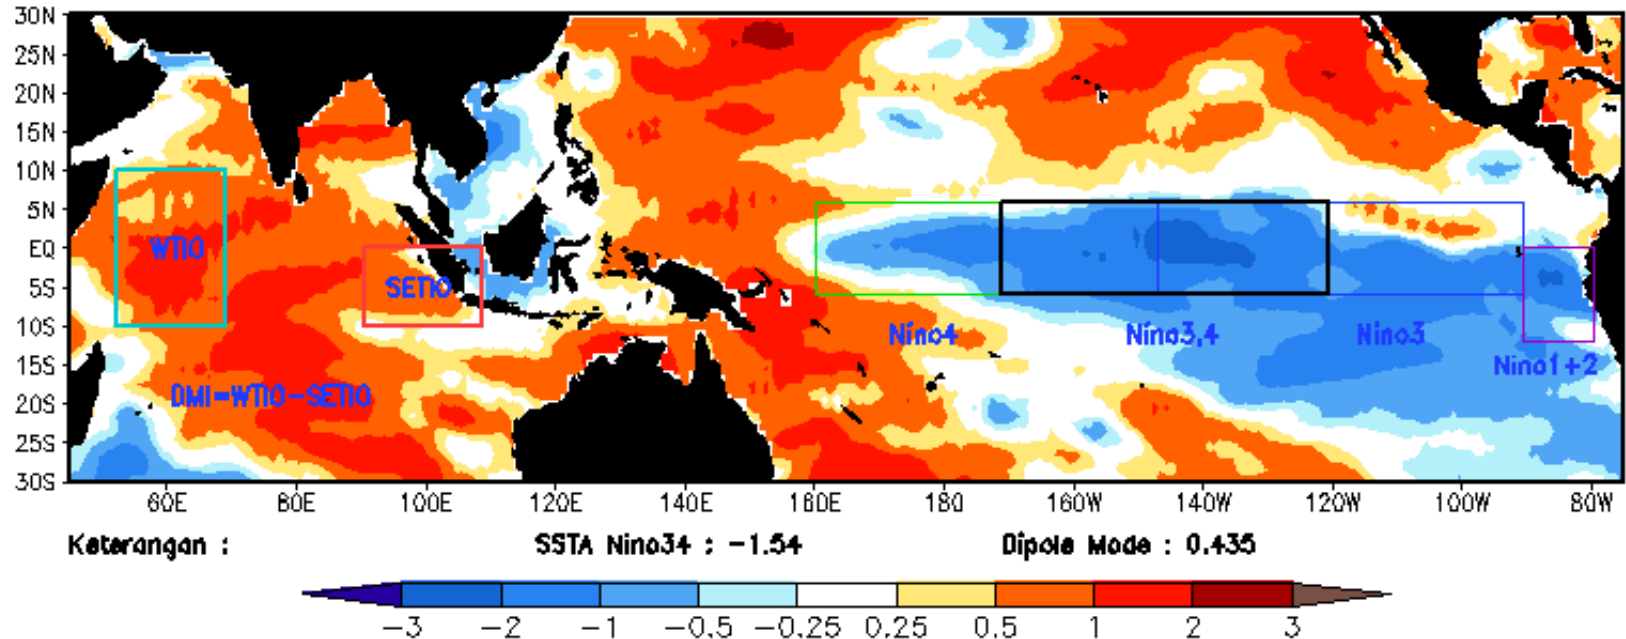 30N
25N
20N
15N
10N
5N
EQ
5S
10S
15S
20S
25S
30S
WTIO
SETIO
DMI=WTIO-SETIO
Nino4
Nino3,4
Nino3
Nino1+2
60E 80E 100E 120E 140E 160E 180 160W 140W 120W 100W 80W
Keterangan : SSTA Nino34 : -1.54 Dipole Mode : 0.435
-3 -2 -1 -0.5 -0.25 0.25 0.5 1 2 3